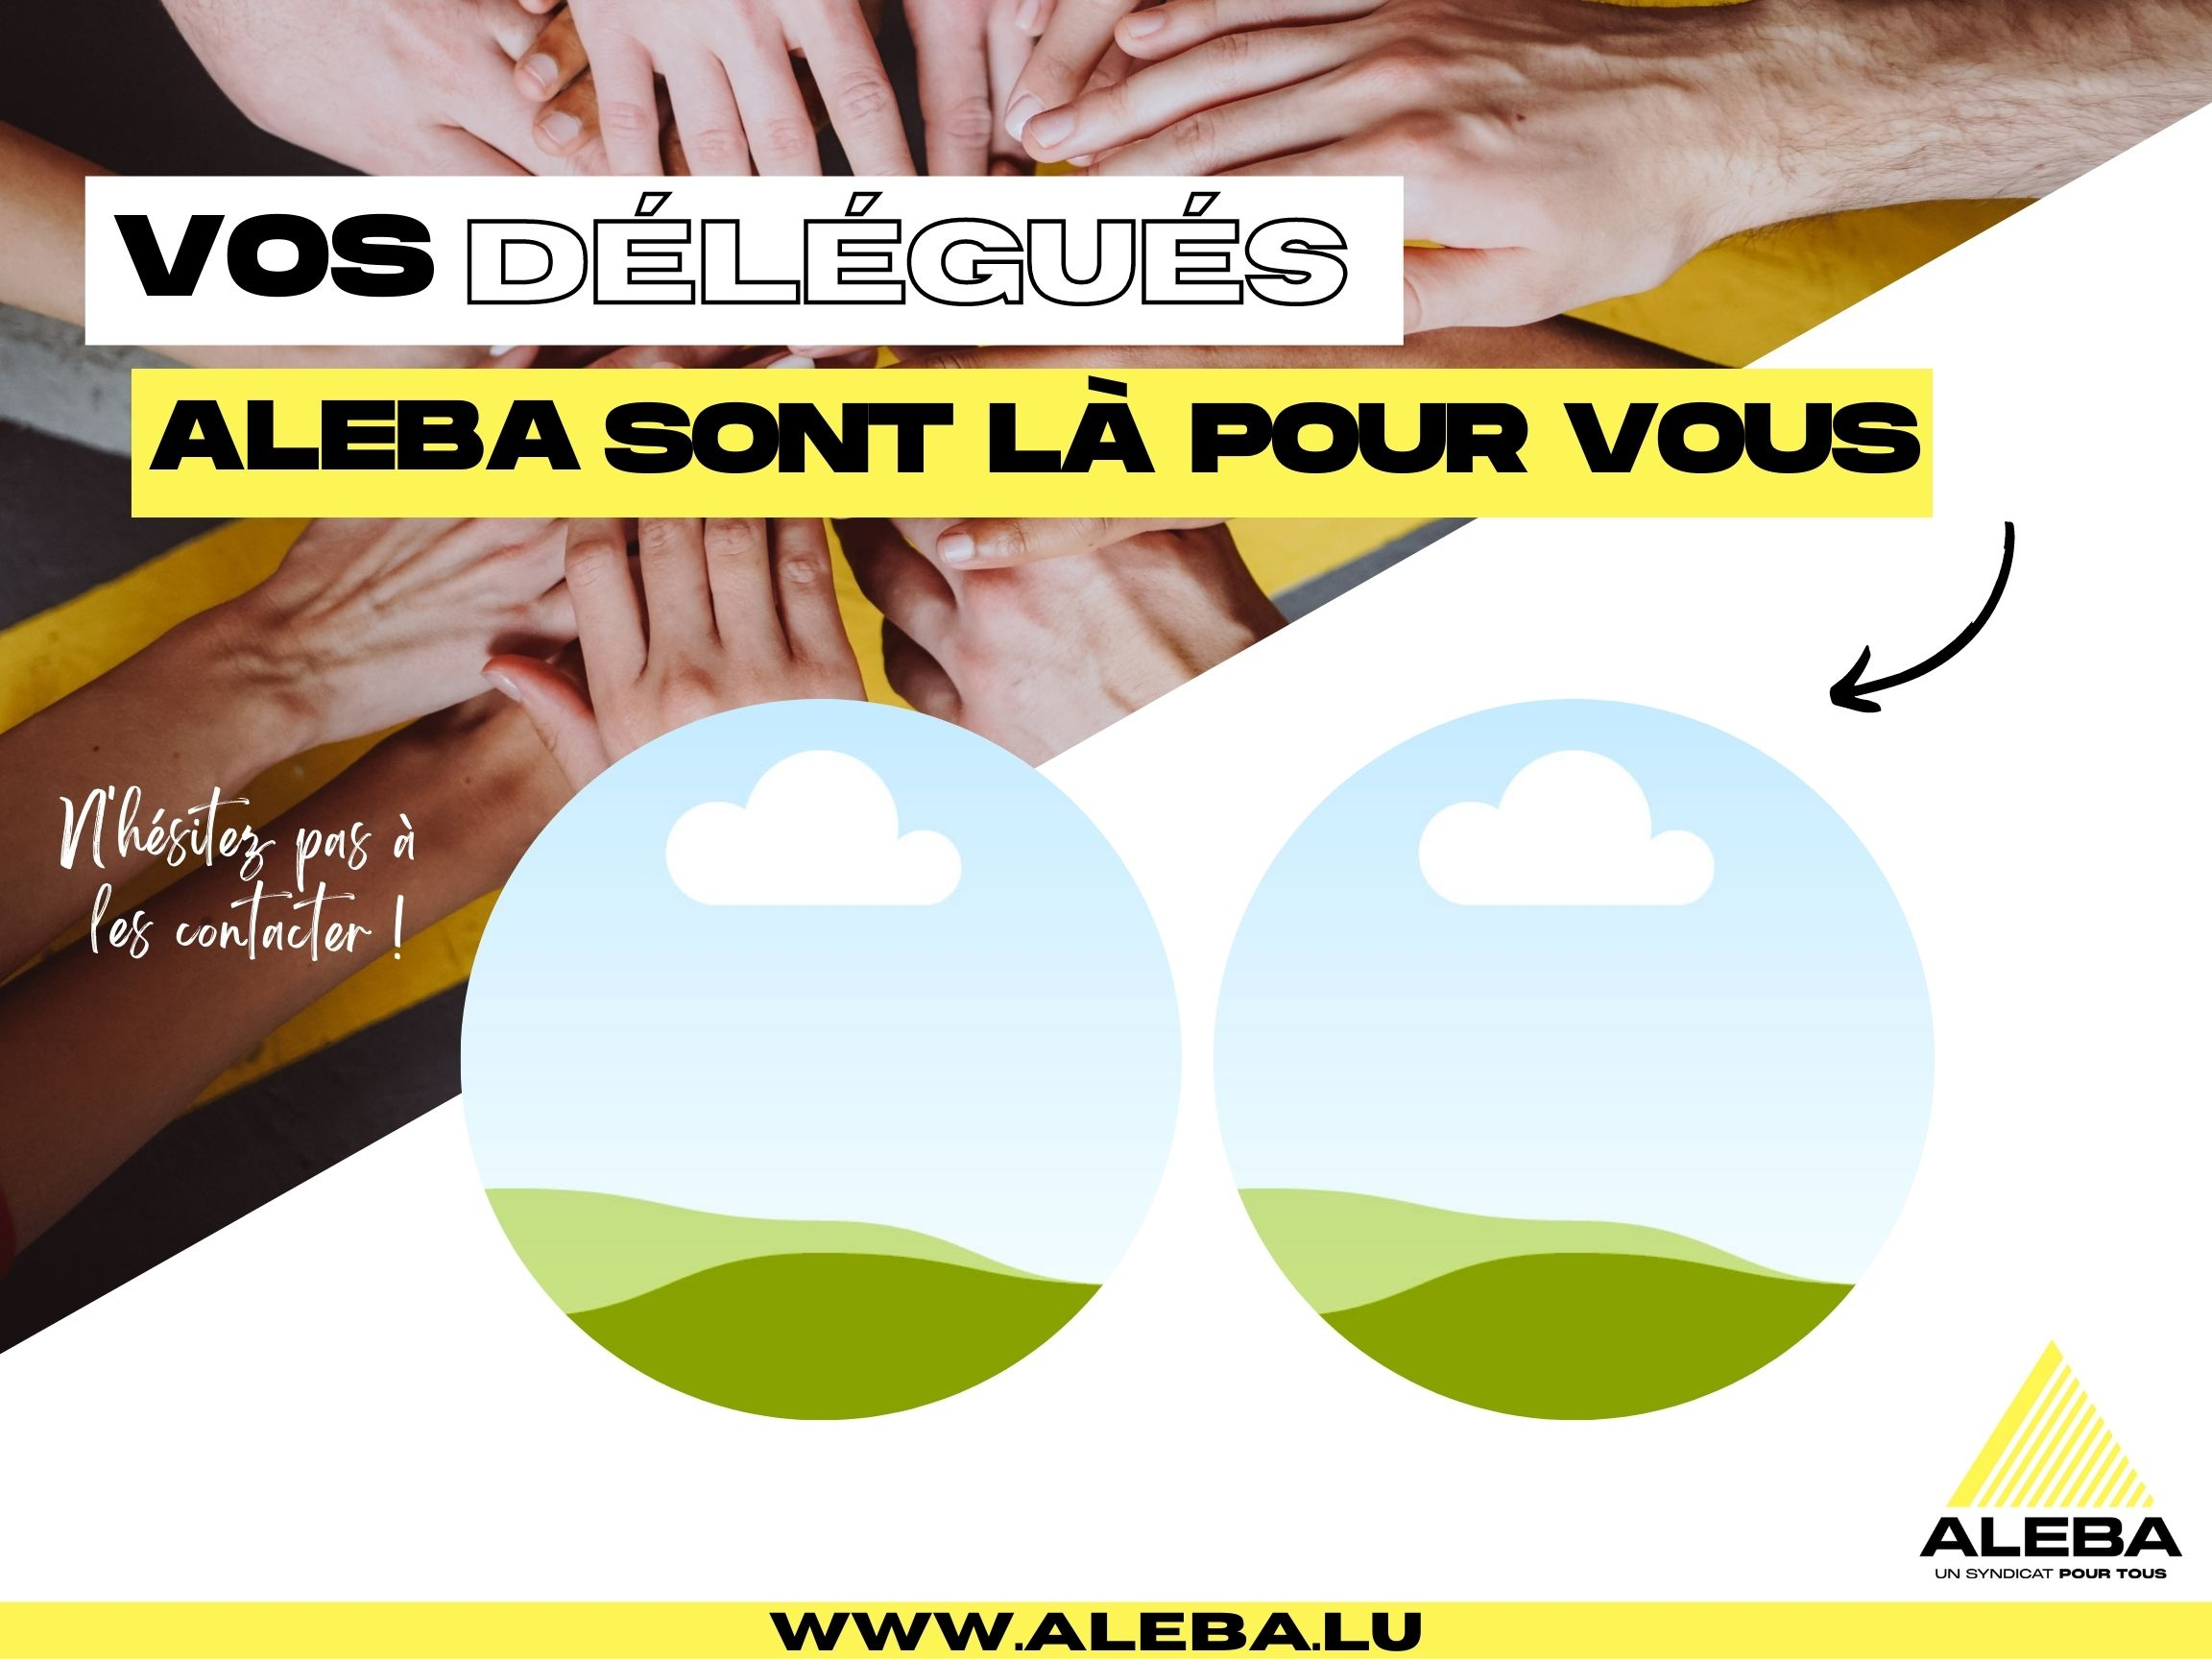 VOS DÉLÉGUÉS
ALEBA SONT LÀ POUR VOUS
N'hésitez pas à
les contacter !
ALEBA
UN SYNDICAT POUR TOUS
WWW.ALEBA.LU